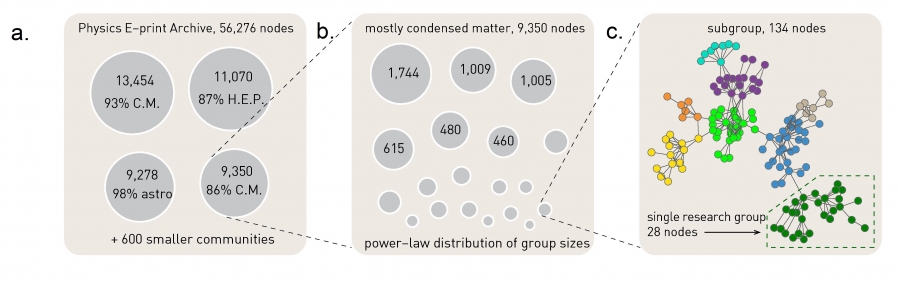 a.
Physics E-print Archive, 56,276 nodes
13,454
93% C.M.
11,070
87% H.E.P.
9,278
98% astro
9,350
86% C.M.
+ 600 smaller communities
b.
mostly condensed matter, 9,350 nodes
1,744
1,009
1,005
615
480
460
power-law distribution of group sizes
c.
subgroup, 134 nodes
single research group
28 nodes